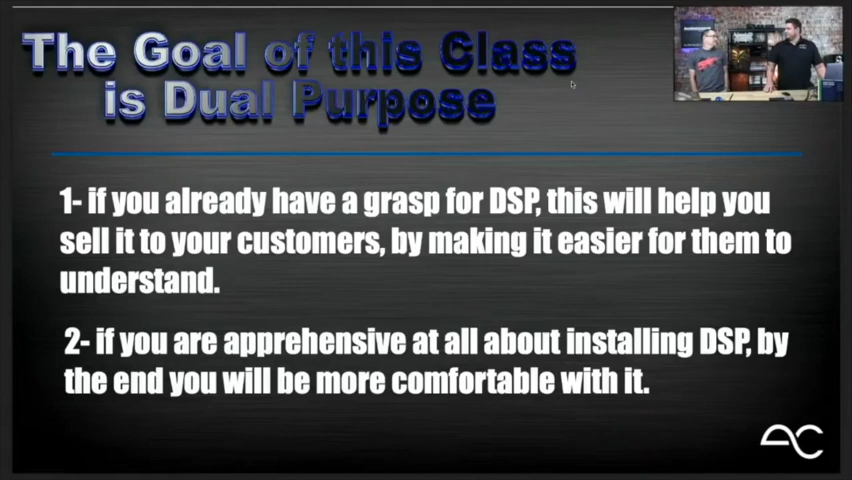 The Goal of this Class
is Dual Purpose
1- if you already have a grasp for DSP, this will help you
sell it to your customers, by making it easier for them to
understand.
2- if you are apprehensive at all about installing DSP, by
the end you will be more comfortable with it.